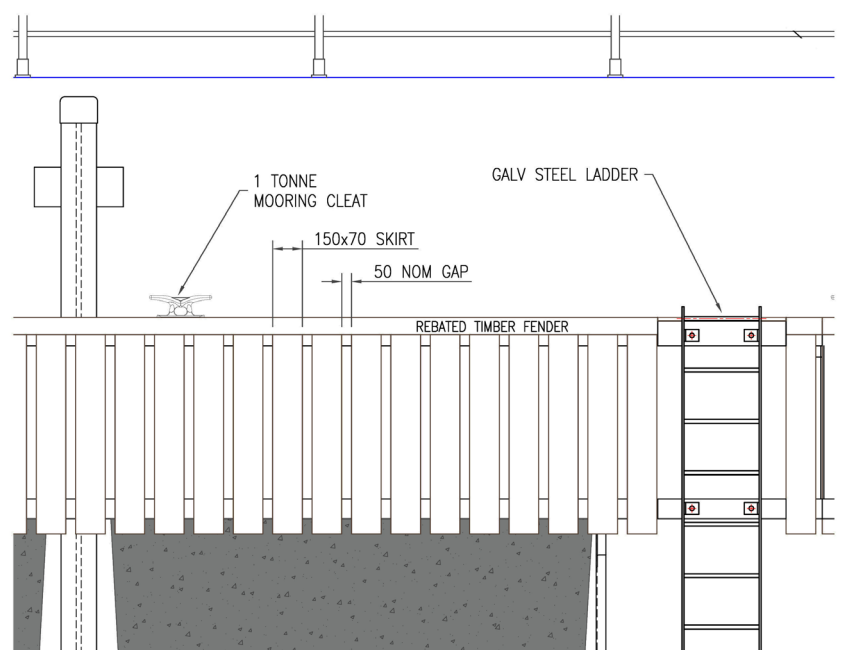 1 TONNE
MOORING CLEAT
GALV STEEL LADDER
150x70 SKIRT
50 NOM GAP
REBATED TIMBER FENDER